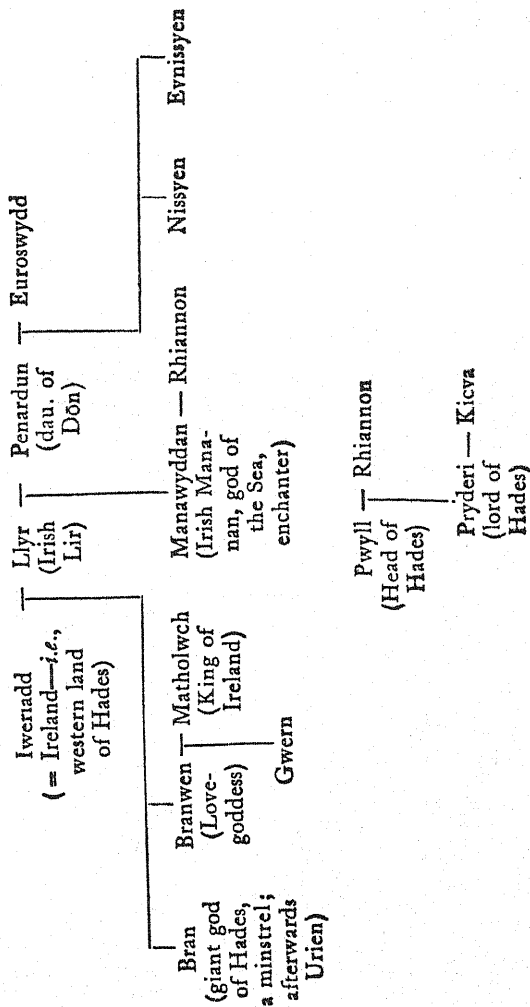 Iweriadd — Llyr — Penardun — Euroswydd
(= Ireland—i.e., (Irish (dau. of
western land Lir) Dōn)
of Hades)
Bran Branwen — Matholwch Manawyddan — Rhiannon Nissyen Evnissyen
(giant god (Love- (King of (Irish Mana-
of Hades, goddess) Ireland) nan, god of
a minstrel; the Sea,
afterwards enchanter)
Urien)
Gwern
Pwyll — Rhiannon
(Head of
Hades)
Pryderi — Kicva
(lord of
Hades)